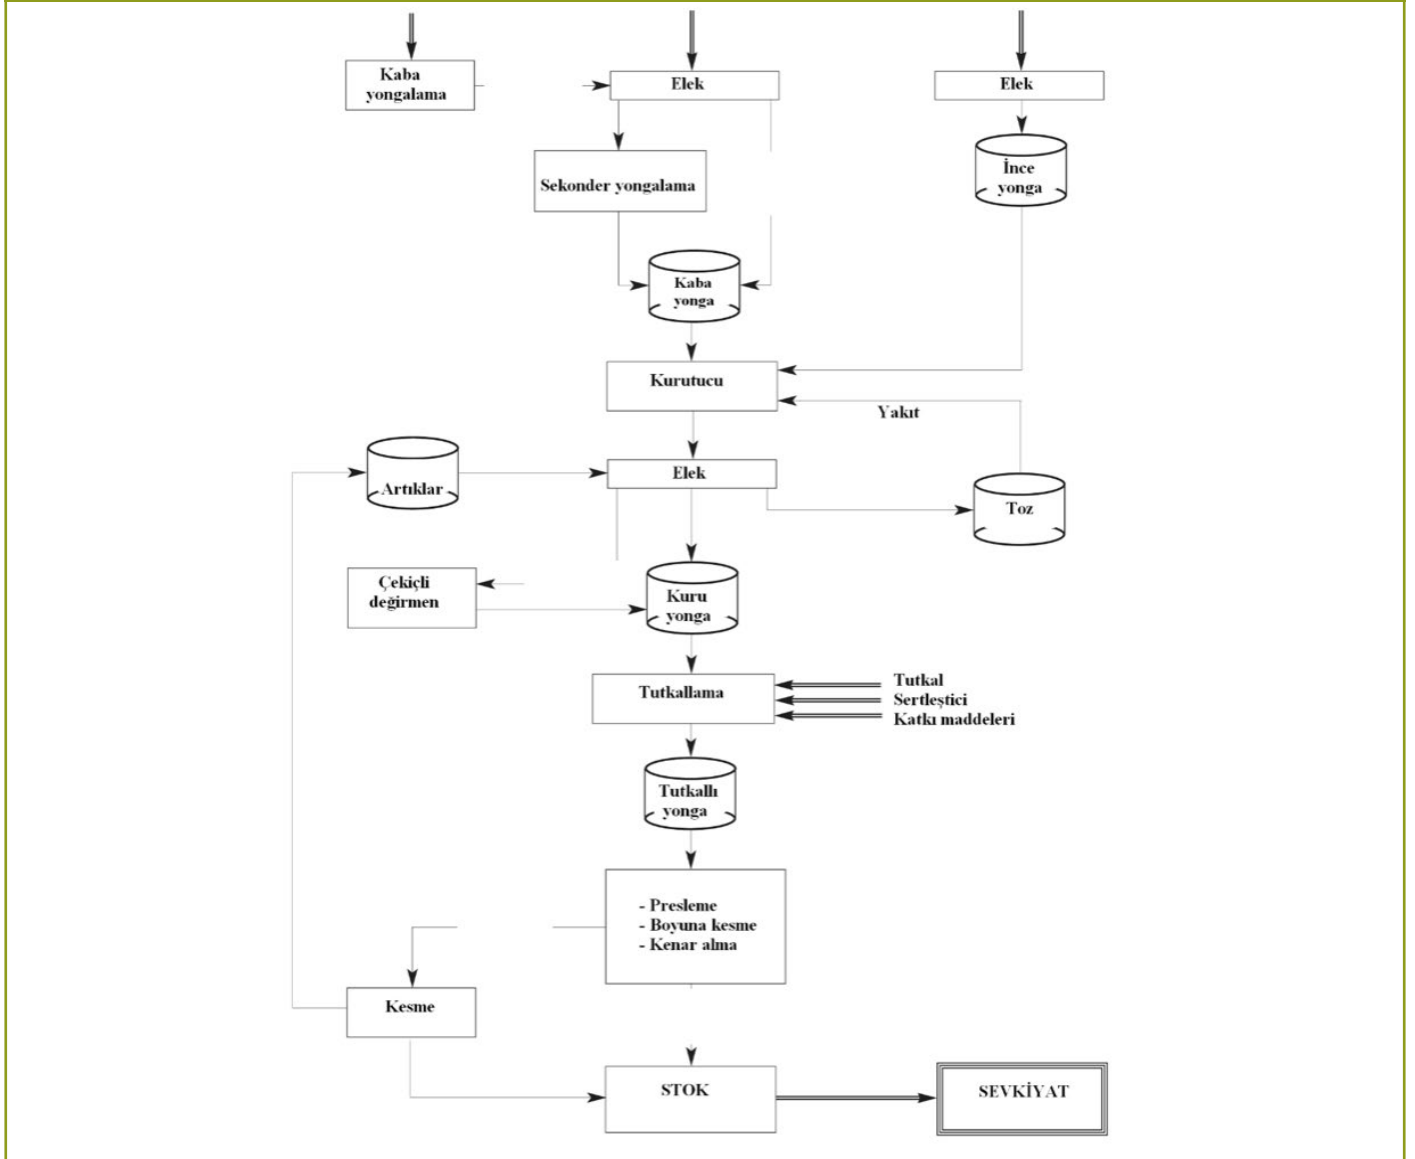 Kaba
yongalama
Elek
Elek
Sekonder yongalama
İnce
yonga
Kaba
yonga
Kurutucu
Yakıt
Artıklar
Elek
Toz
Çekiçli
değirmen
Kuru
yonga
Tutkallama
Tutkal
Sertleştici
Katkı maddeleri
Tutkallı
yonga
- Presleme
- Boyuna kesme
- Kenar alma
Kesme
STOK
SEVKİYAT